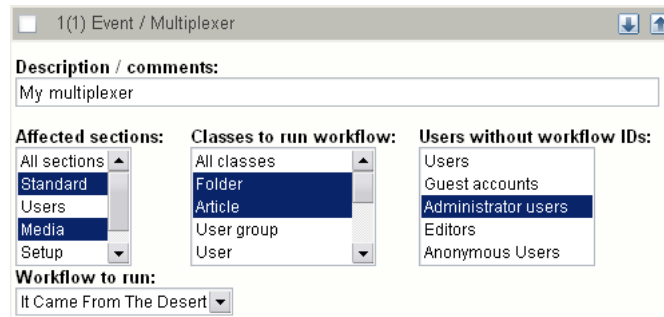 1(1) Event / Multiplexer
Description / comments:
My multiplexer
Affected sections:
All sections
Standard
Users
Media
Setup
Classes to run workflow:
All classes
Folder
Article
User group
User
Users without workflow IDs:
Users
Guest accounts
Administrator users
Editors
Anonymous Users
Workflow to run:
It Came From The Desert